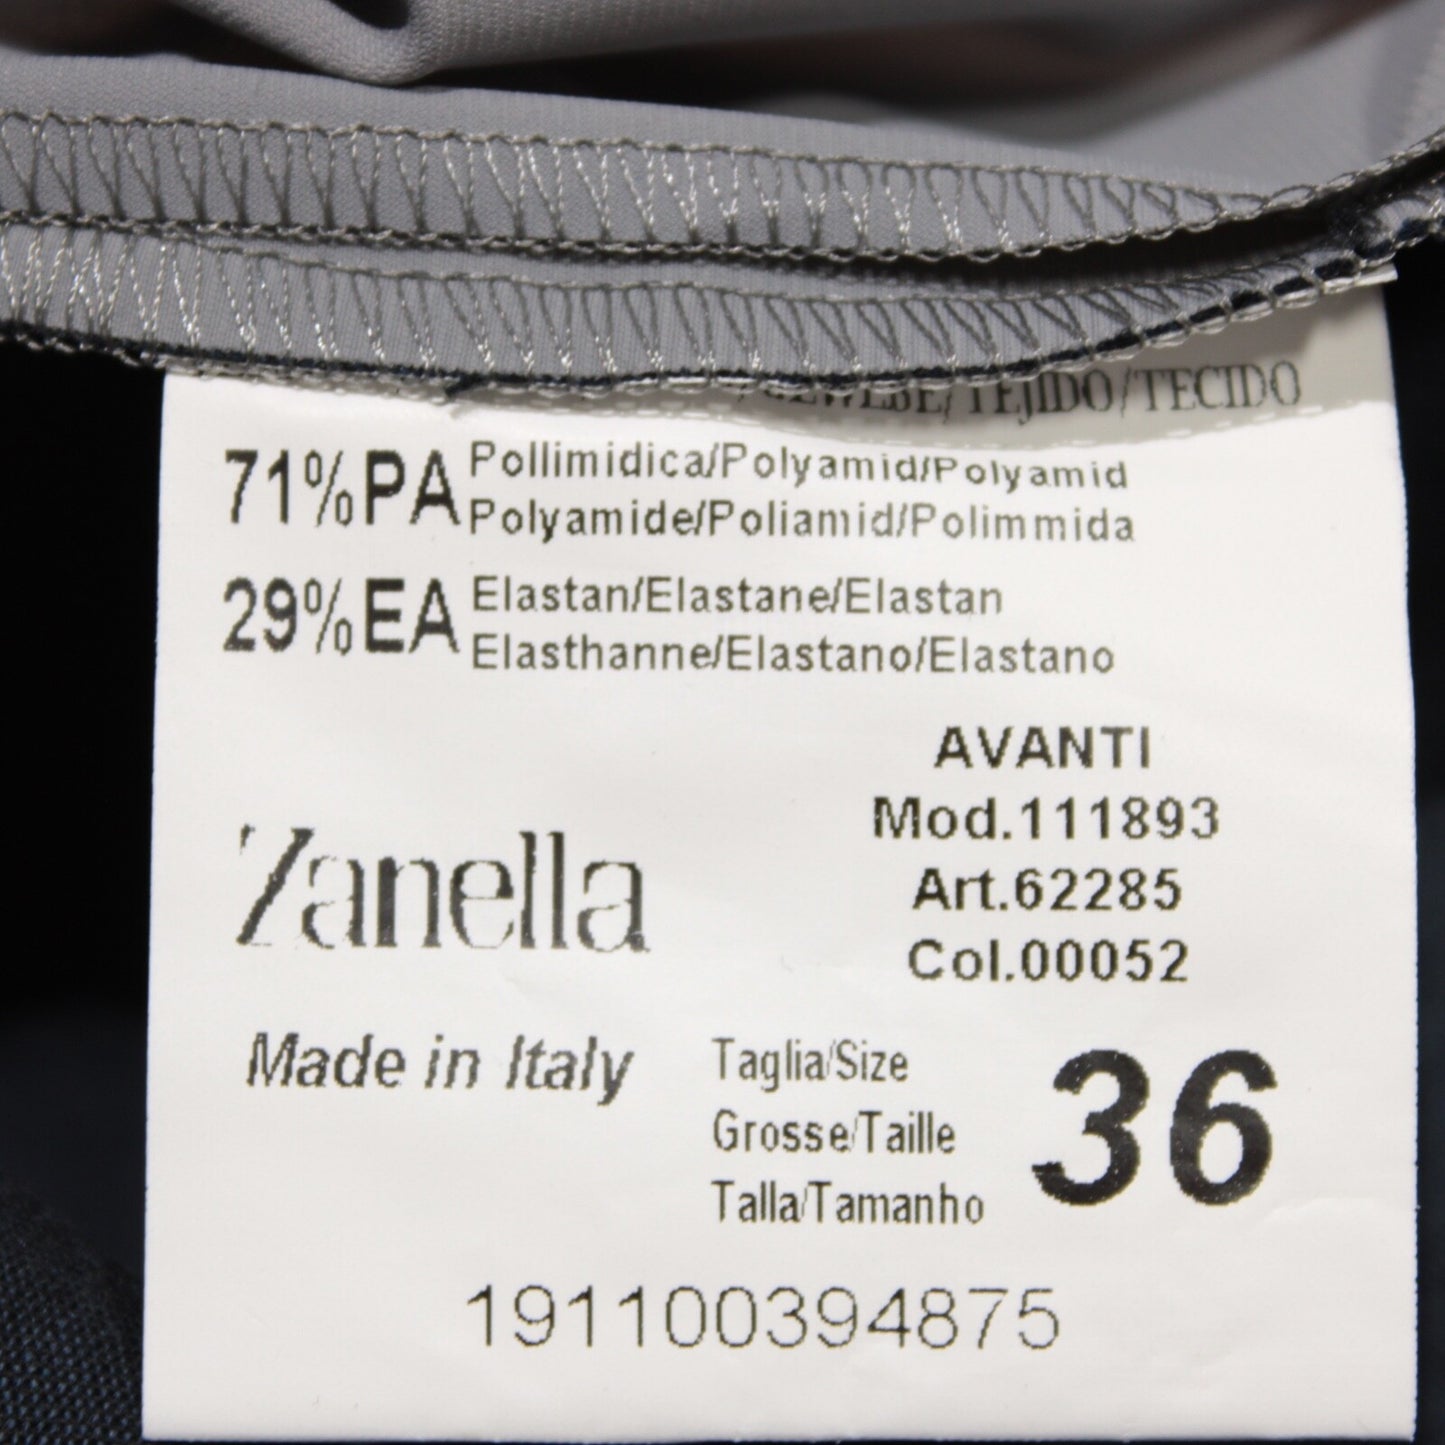 /TEJIDO/TECIDO
71%PA Pollimidica/Polyamid/Polyamid
Polyamide/Poliamid/Polimmida
29%EA Elastan/Elastane/Elastan
Elasthanne/Elastano/Elastano
AVANTI
Mod.111893
Art.62285
Col.00052
Zanella
Made in Italy
Taglia/Size
Grosse/Taille
Talla/Tamanho
36
191100394875